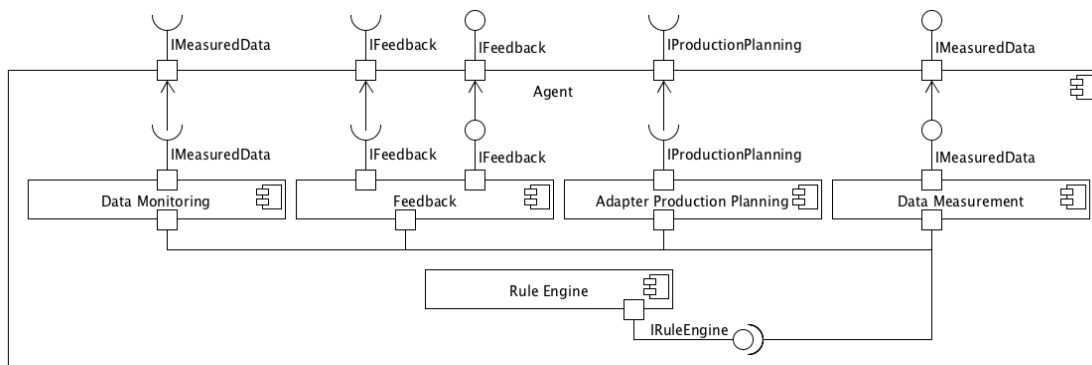 IMeasuredData
IFeedback
IFeedback
IProductionPlanning
IMeasuredData
Agent
IMeasuredData
IFeedback
IFeedback
IProductionPlanning
IMeasuredData
Data Monitoring
Feedback
Adapter Production Planning
Data Measurement
Rule Engine
IRuleEngine